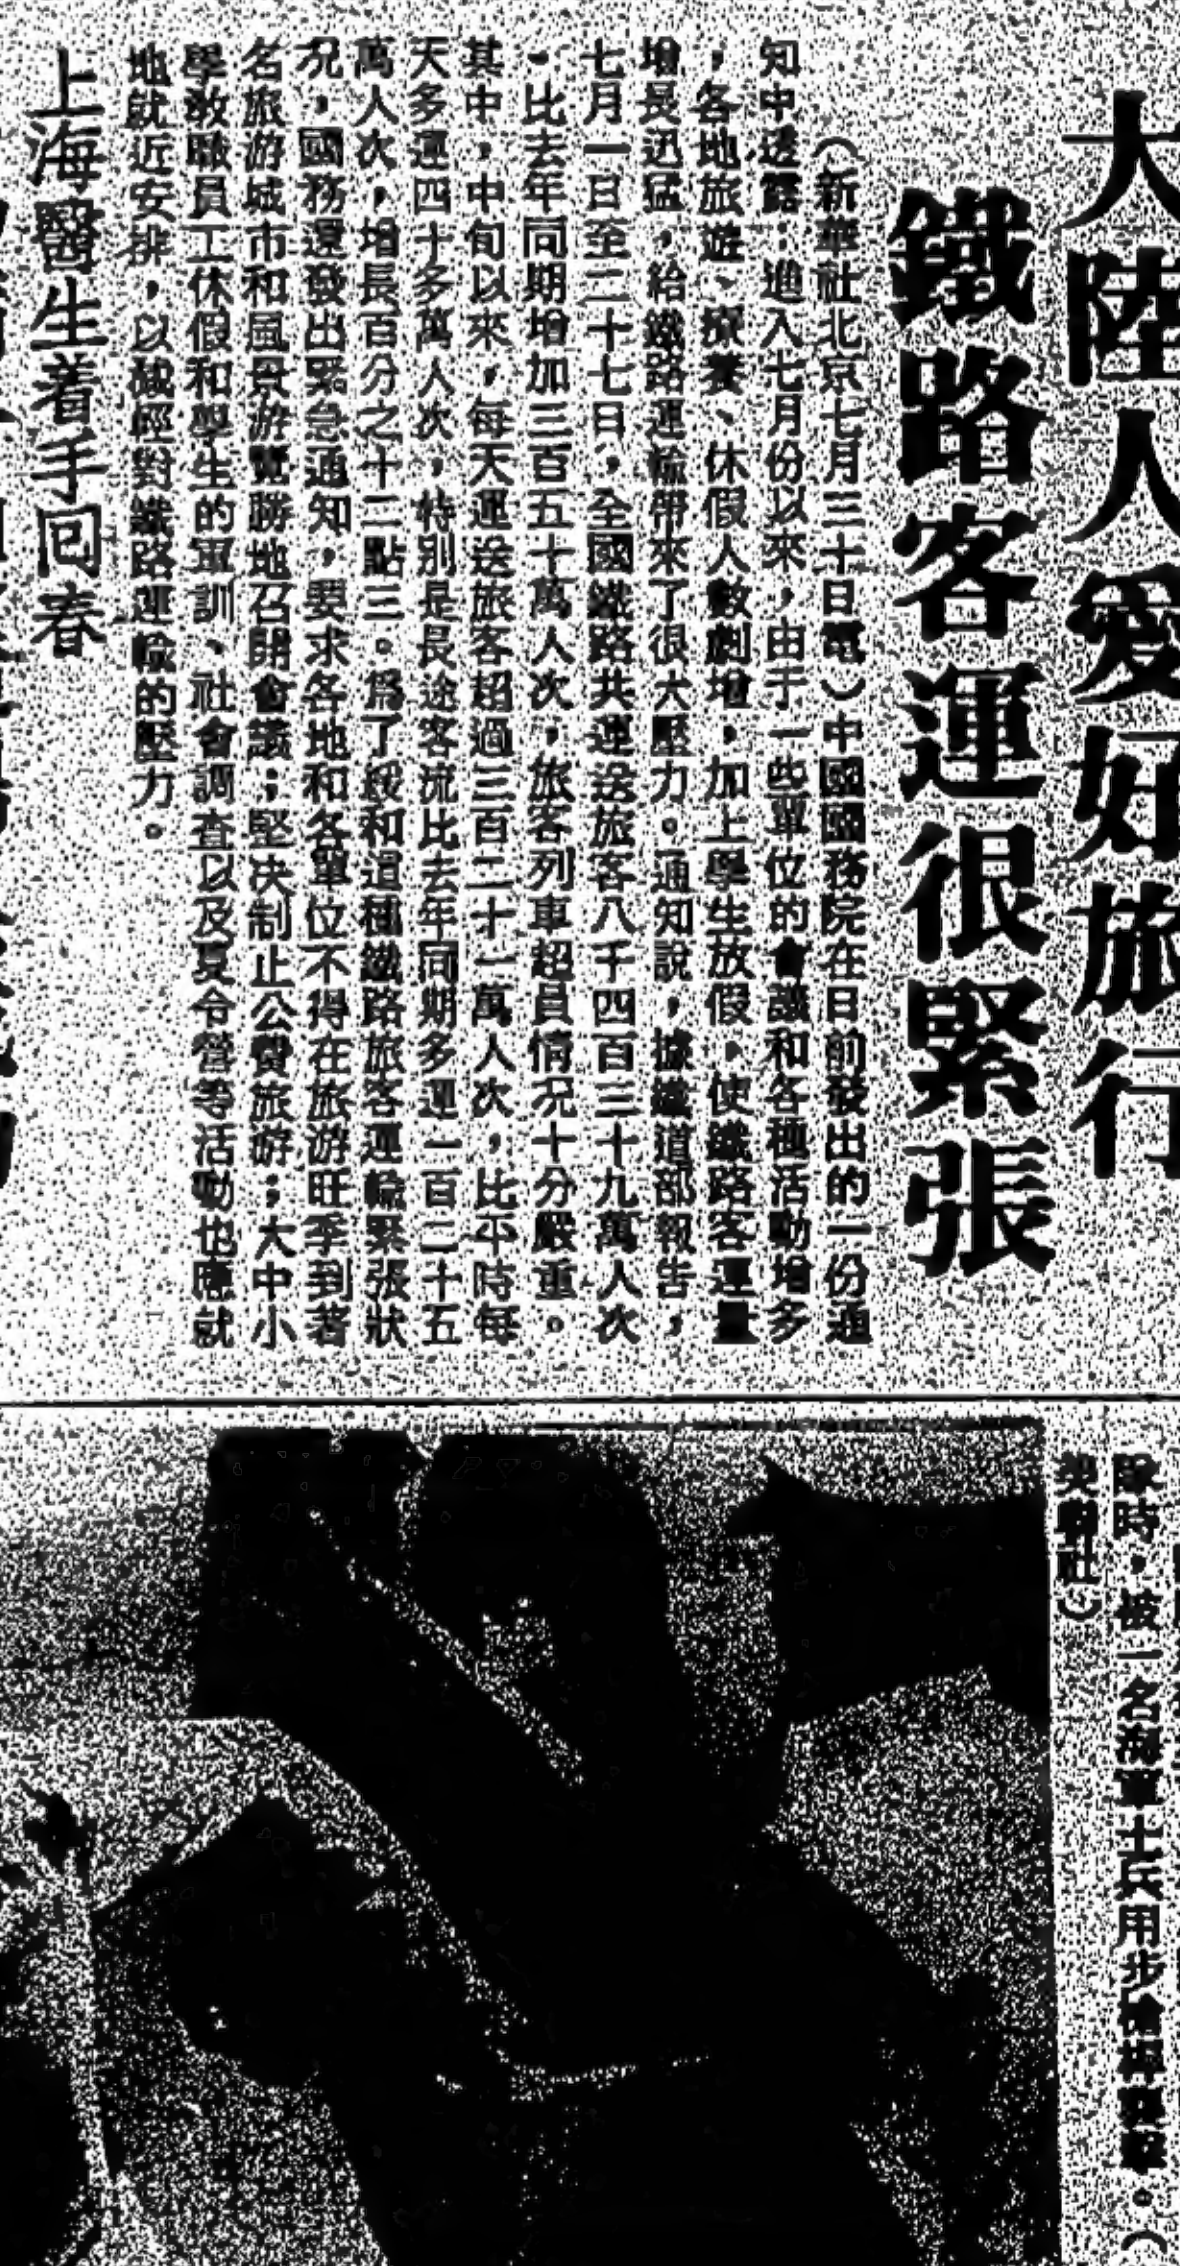 大陸人愛好旅行
鐵路客運很緊張
（新華社北京七月三十日電）中國國務院在日前發出的一份通
知中透露：進入七月份以來，由于一些單位的會議和各種活動增多
，各地旅遊、療養、休假人數劇增，加上學生放假，使鐵路客運量
增長迅猛，給鐵路運輸帶來了很大壓力。通知說，據鐵道部報告，
七月一日至二十七日，全國鐵路共運送旅客八千四百三十九萬人次
，比去年同期增加三百五十萬人次，旅客列車超員情况十分嚴重。
其中，中旬以來，每天運送旅客超過三百二十一萬人次，比平時每
天多運四十多萬人次，特別是長途客流比去年同期多運一百二十五
萬人次，增長百分之十二點三。爲了緩和這種鐵路旅客運輸緊張狀
况，國務還發出緊急通知，要求各地和各單位不得在旅游旺季到著
名旅游城市和風景游覽勝地召開會議；堅决制止公費旅游；大中小
學教職員工休假和學生的軍訓、社會調查以及夏令營等活動也應就
地就近安排，以減輕對鐵路運輸的壓力。
上海醫生着手回春
隊時，被一名海軍士兵用步槍 。（
社）